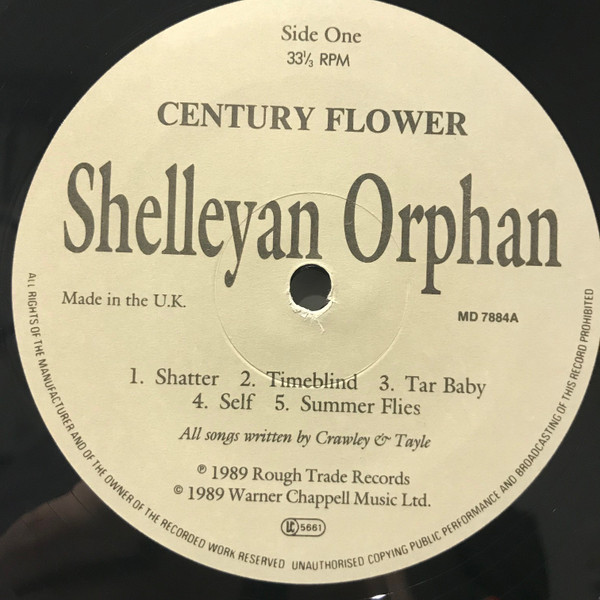 Side One
33⅓ RPM
CENTURY FLOWER
Shelleyan Orphan
Made in the U.K.
MD 7884A
1. Shatter 2. Timeblind 3. Tar Baby
4. Self 5. Summer Flies
All songs written by Crawley & Tayle
℗ 1989 Rough Trade Records
© 1989 Warner Chappell Music Ltd.
LC 5661
ALL RIGHTS OF THE MANUFACTURER AND OF THE OWNER OF THE RECORDED WORK RESERVED UNAUTHORISED COPYING PUBLIC PERFORMANCE AND BROADCASTING OF THIS RECORD PROHIBITED